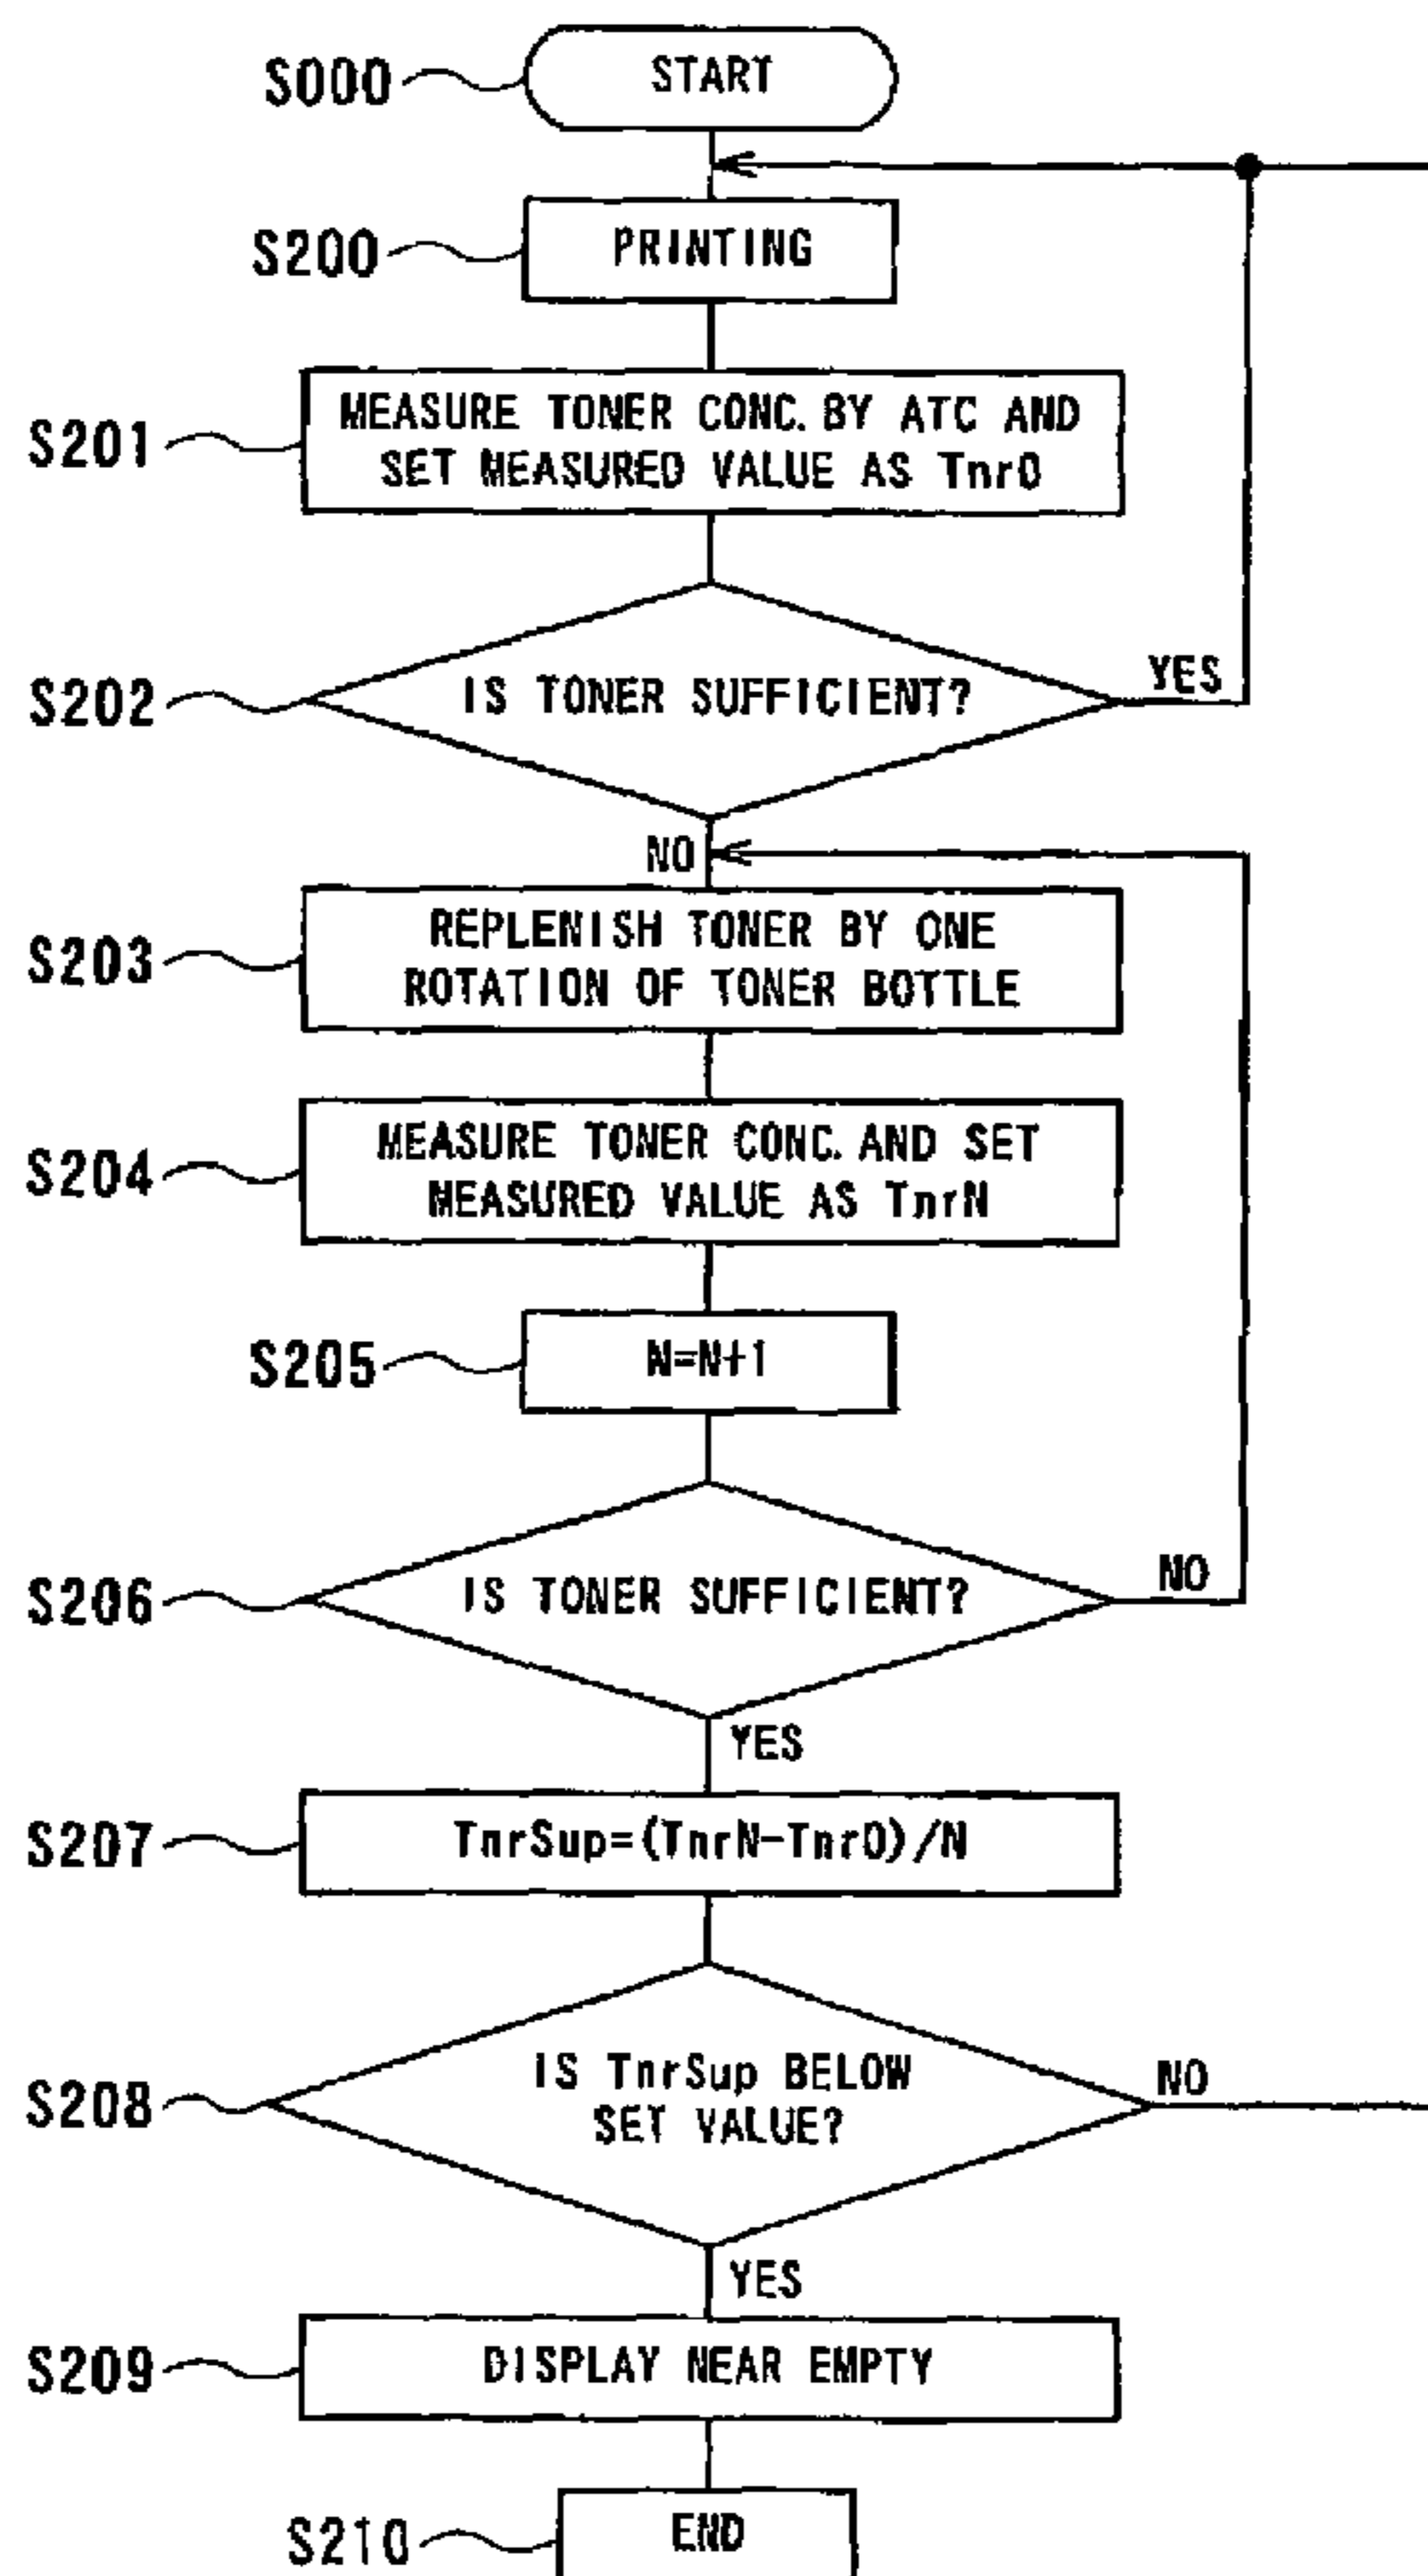 S000
START
S200
PRINTING
S201
MEASURE TONER CONC. BY ATC AND
SET MEASURED VALUE AS Tnr0
S202
IS TONER SUFFICIENT?
YES
NO
S203
REPLENISH TONER BY ONE
ROTATION OF TONER BOTTLE
S204
MEASURE TONER CONC. AND SET
MEASURED VALUE AS TnrN
S205
N=N+1
S206
IS TONER SUFFICIENT?
NO
YES
S207
TnrSup=(TnrN-Tnr0)/N
S208
IS TnrSup BELOW
SET VALUE?
NO
YES
S209
DISPLAY NEAR EMPTY
S210
END